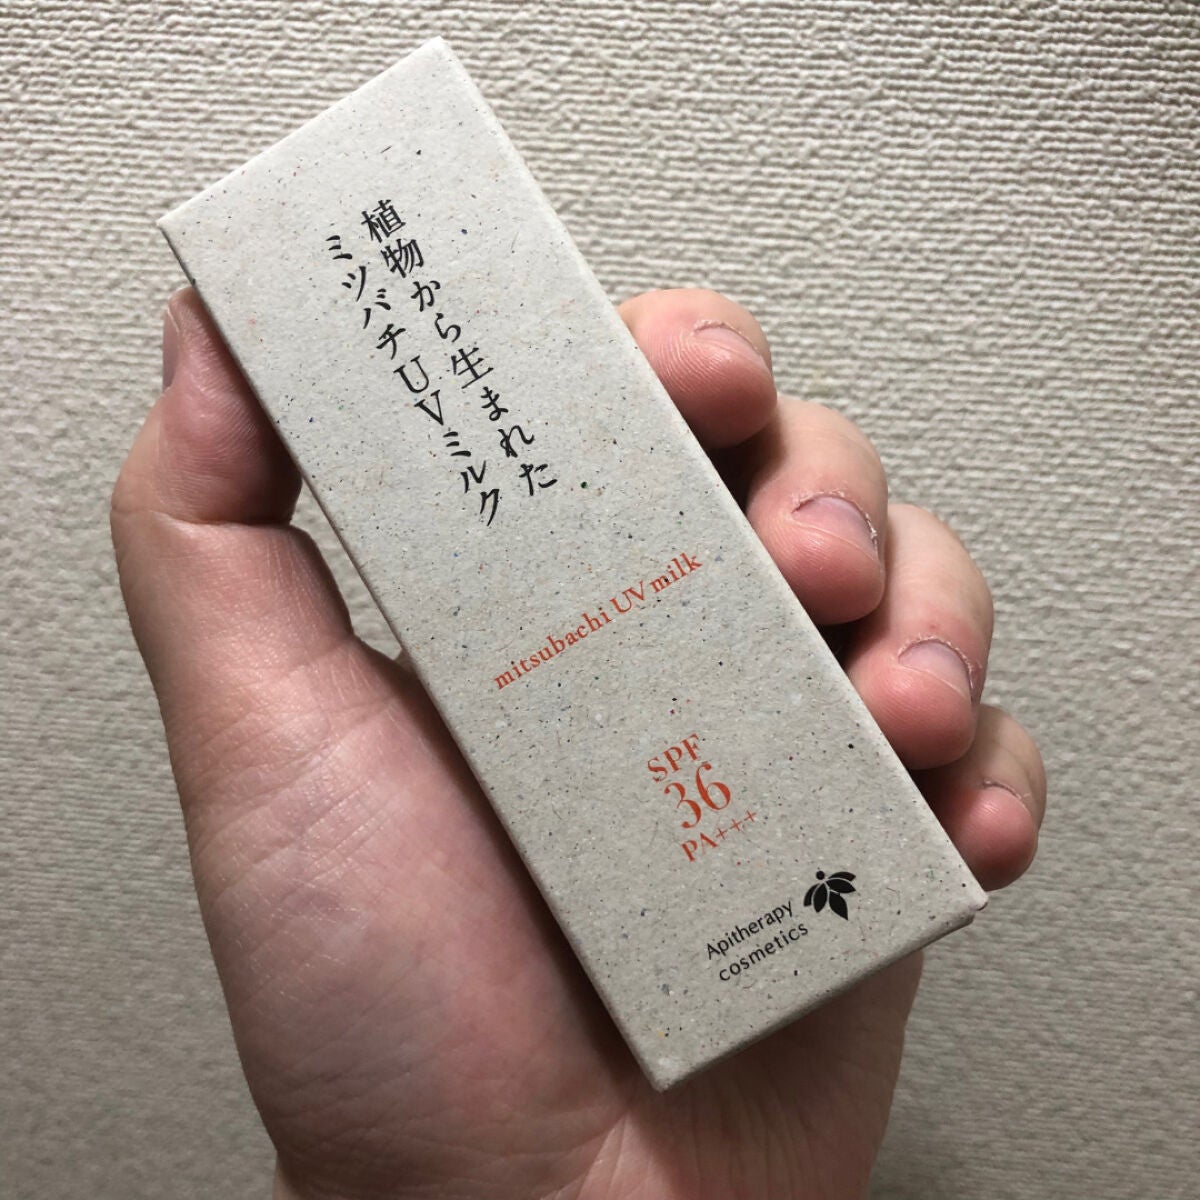 植物から生まれた
ミツバチUVミルク
mitsubachi UV milk
SPF
36
PA+++
Apitherapy
cosmetics